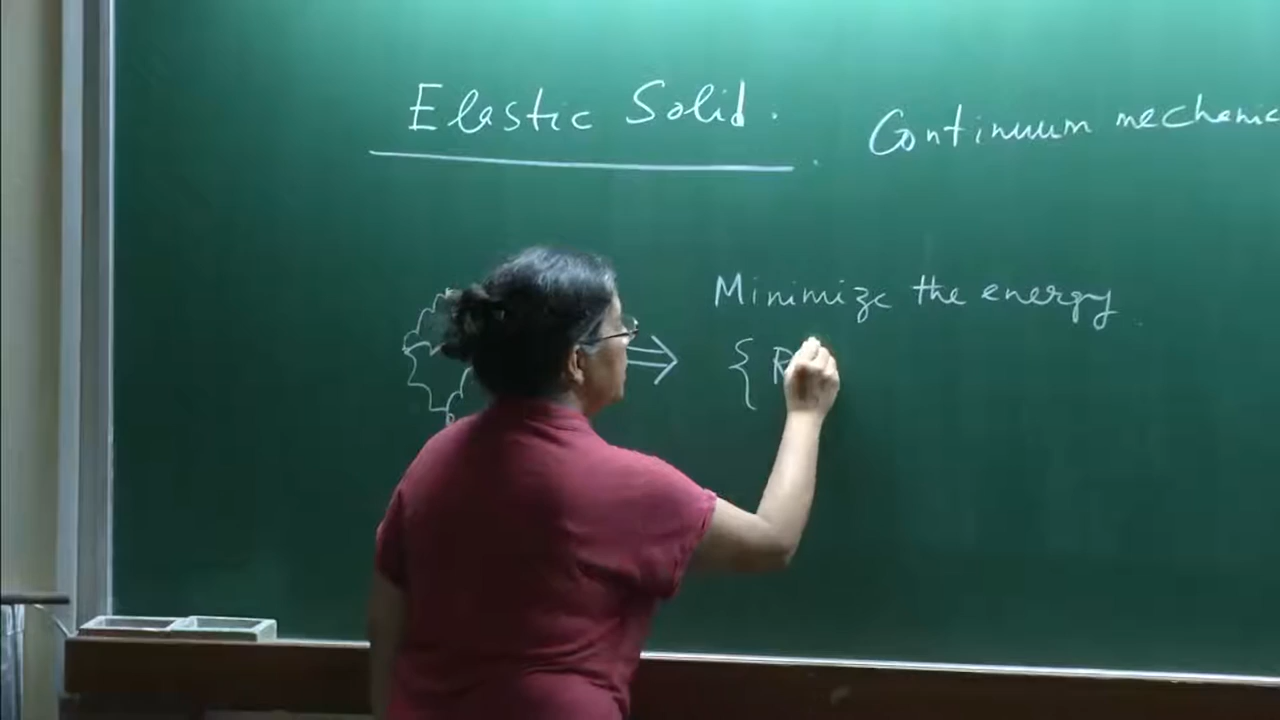 Elastic Solid.
Continuum mechanic
Minimize the energy
{ R